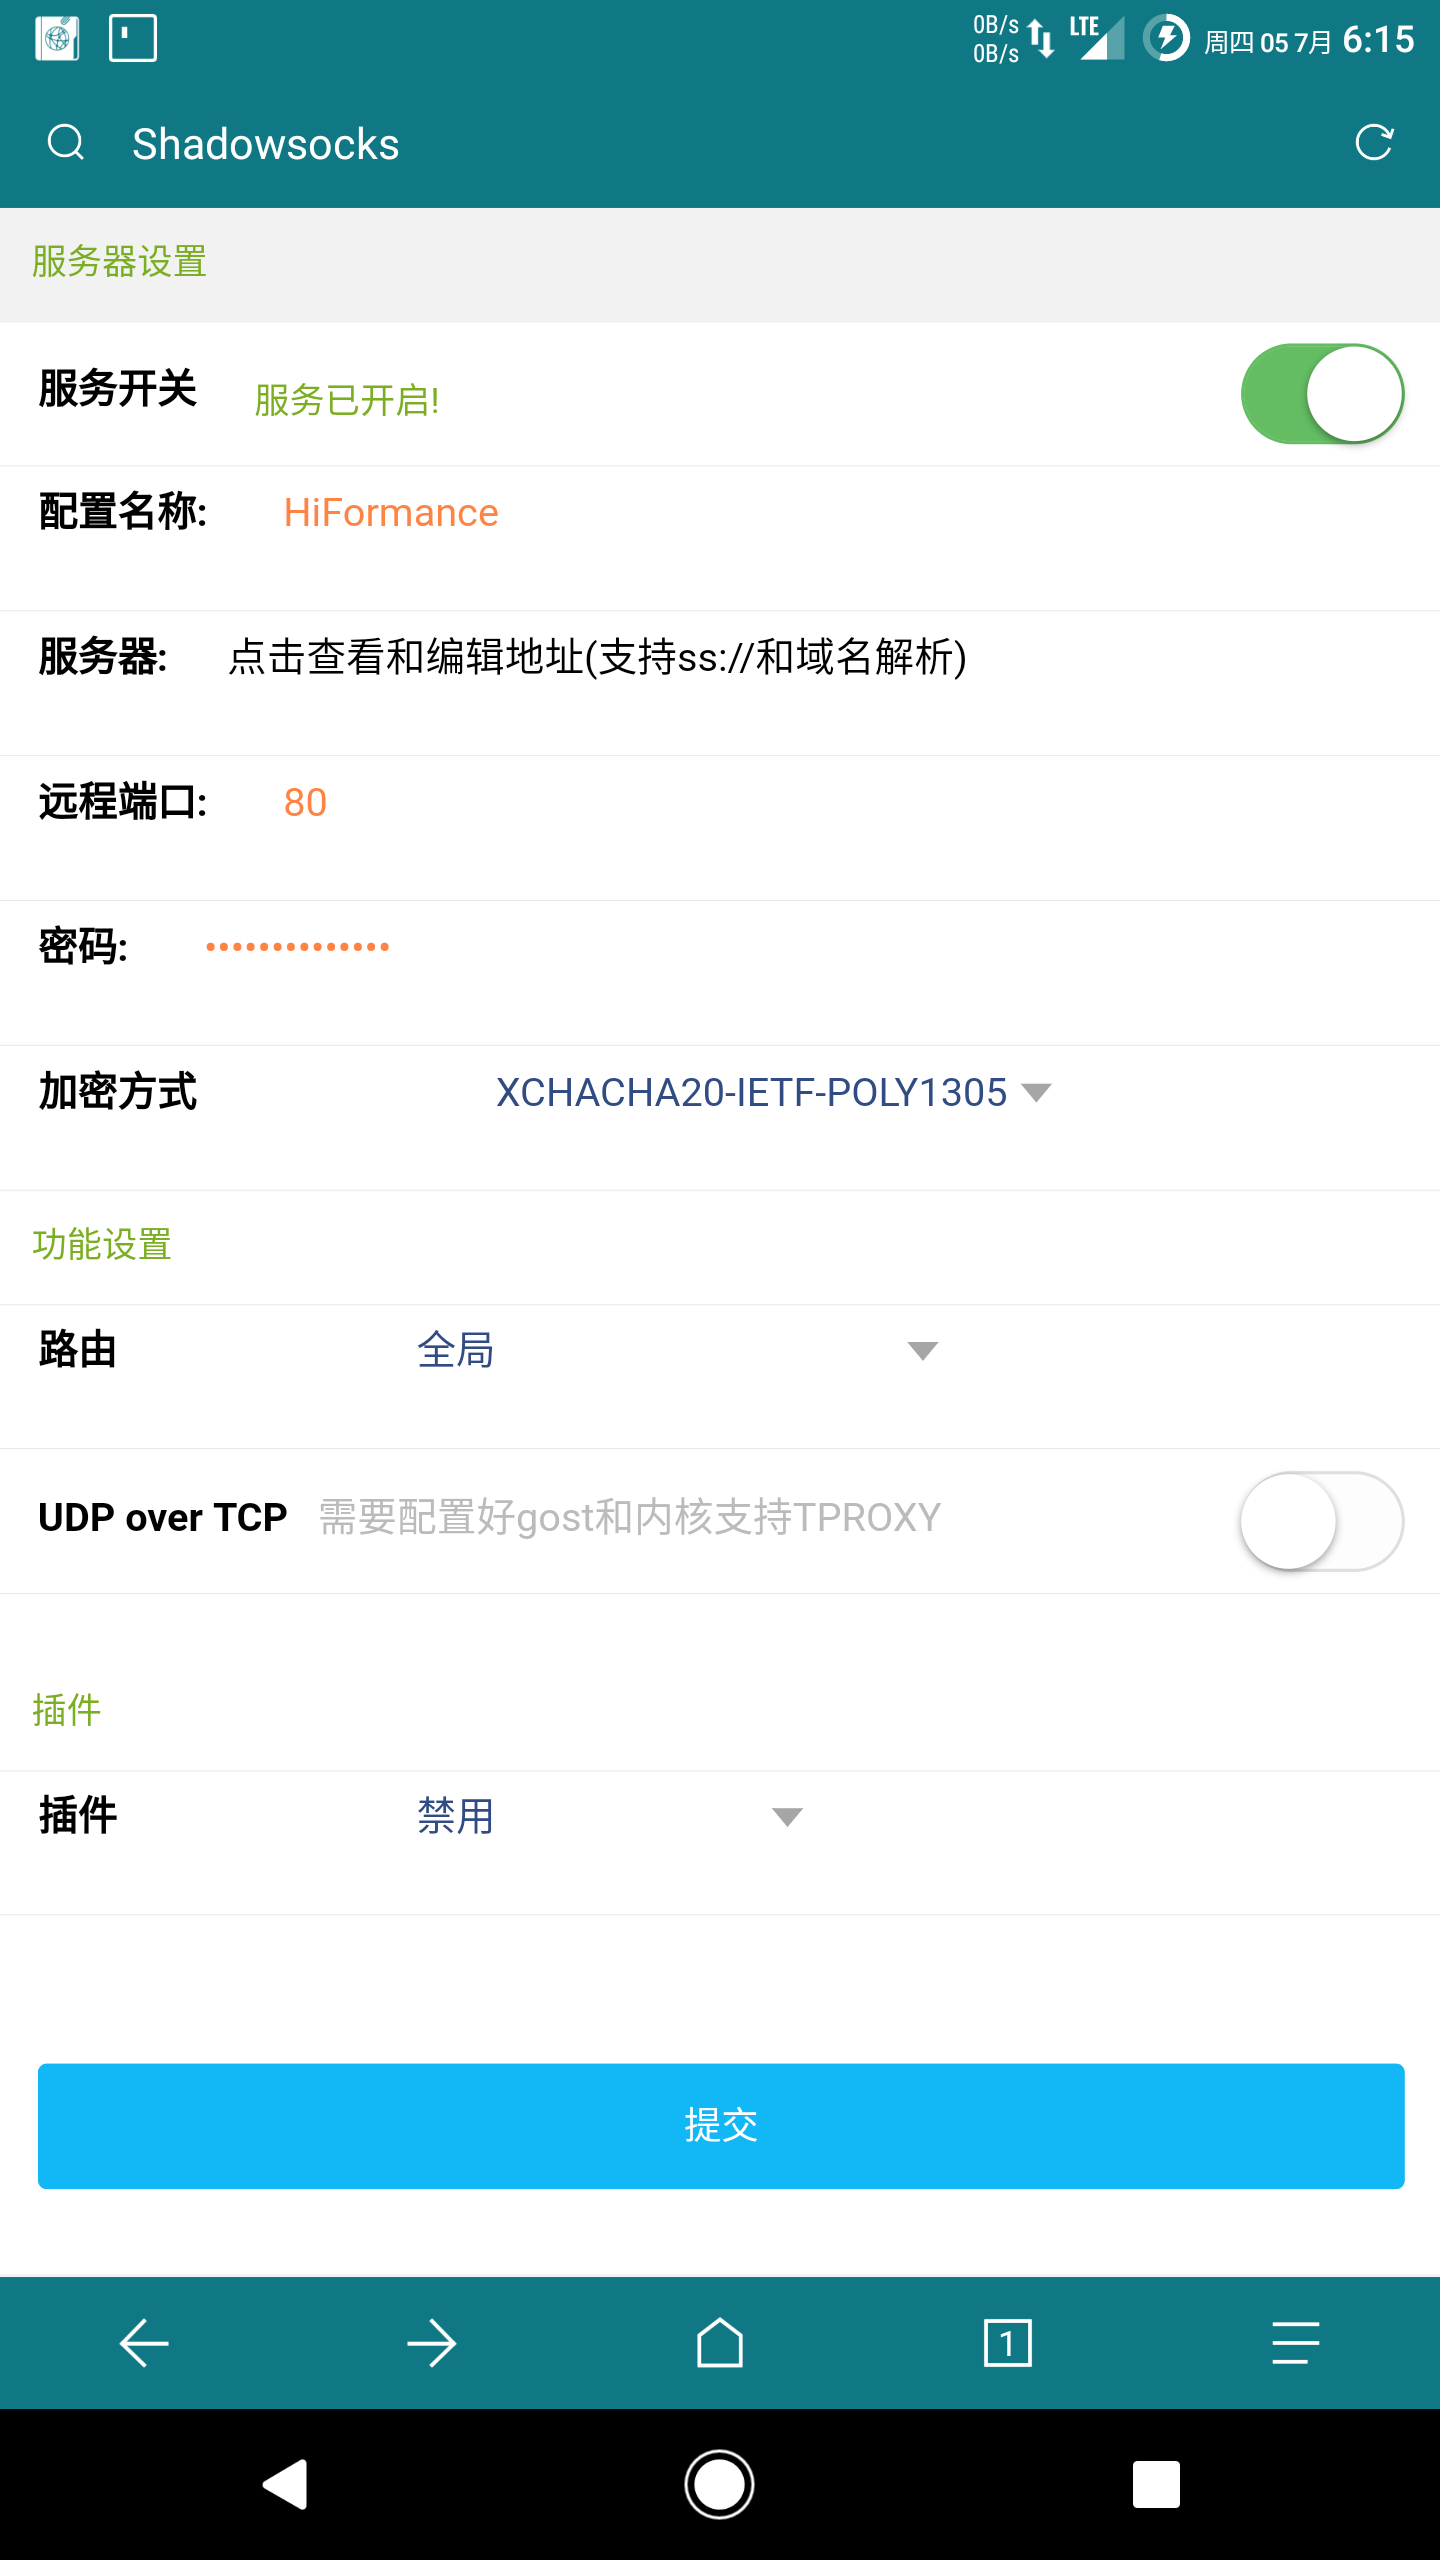 0B/s
0B/s
LTE
周四 05 7月 6:15
Shadowsocks
服务器设置
服务开关 服务已开启!
配置名称: HiFormance
服务器: 点击查看和编辑地址(支持ss://和域名解析)
远程端口: 80
密码: ••••••••••••••
加密方式 XCHACHA20-IETF-POLY1305
功能设置
路由 全局
UDP over TCP 需要配置好gost和内核支持TPROXY
插件
插件 禁用
提交
1